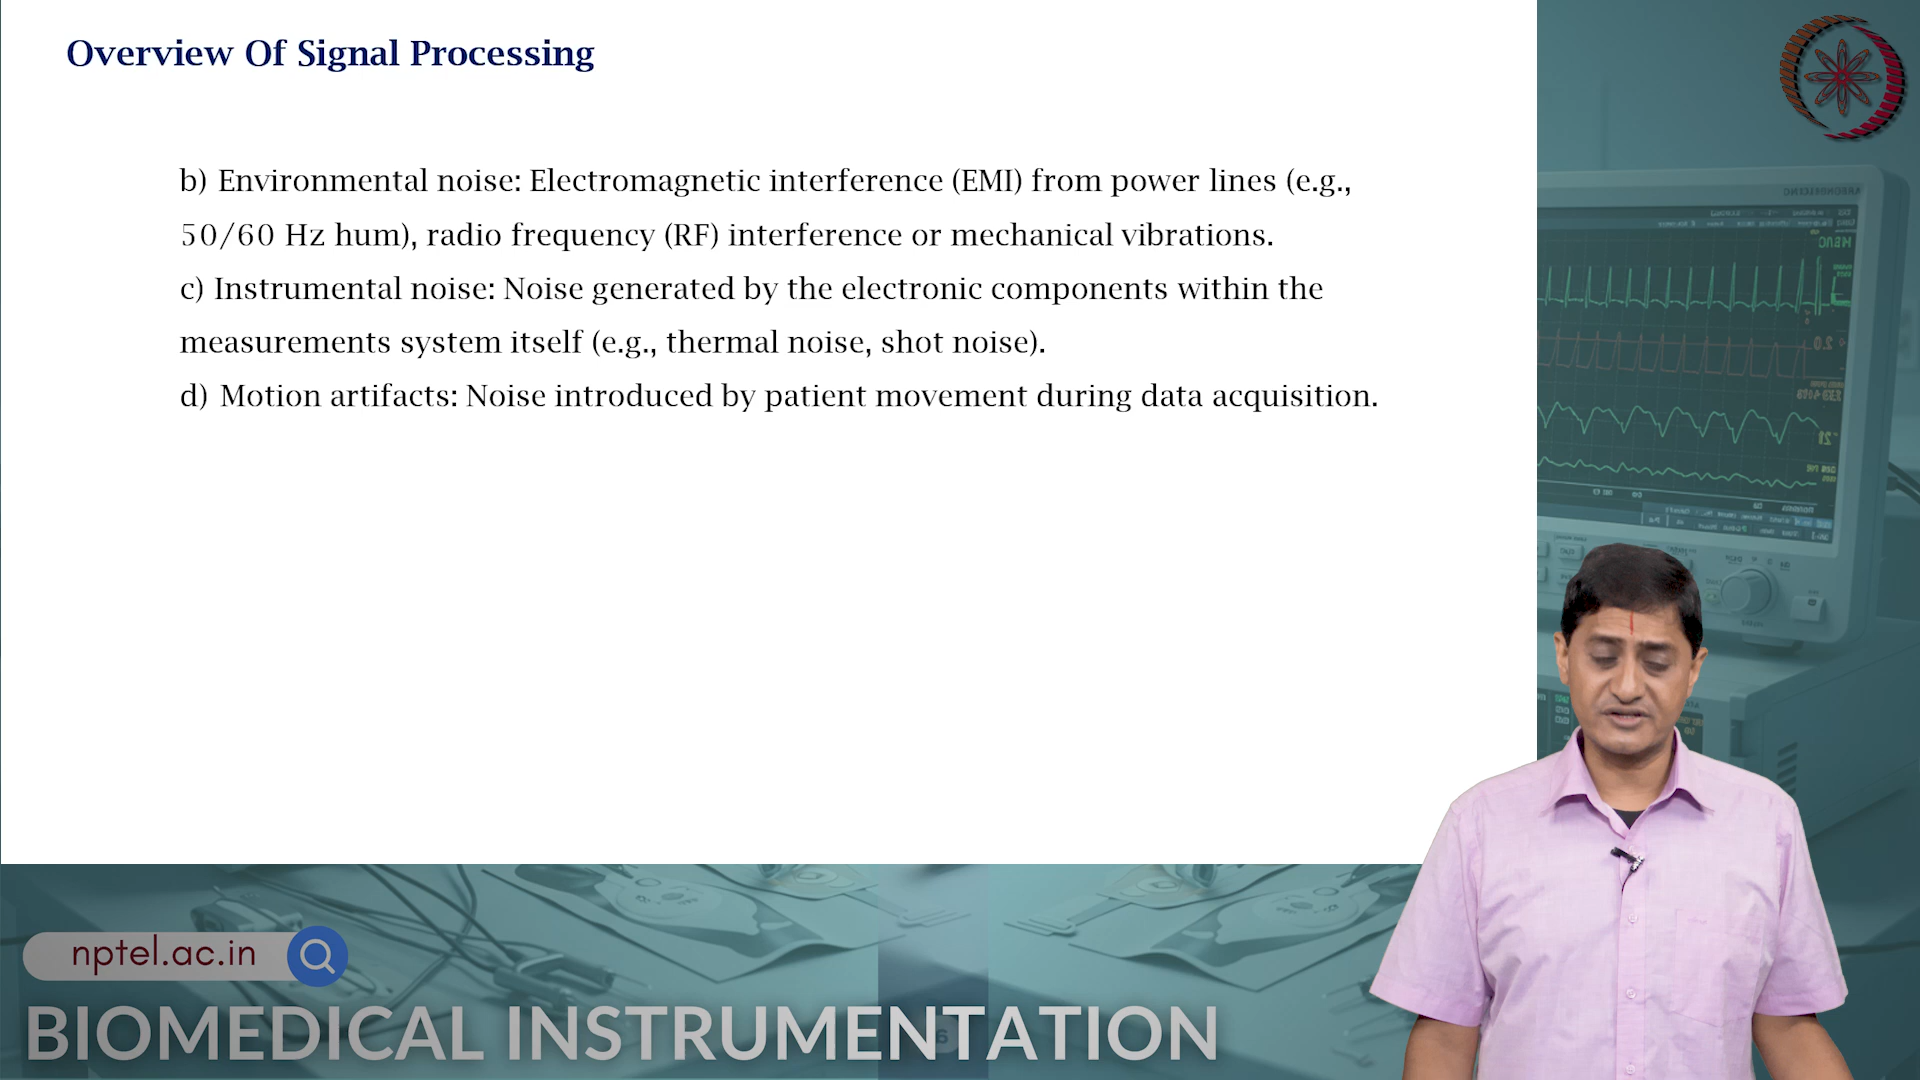 Overview Of Signal Processing
b) Environmental noise: Electromagnetic interference (EMI) from power lines (e.g.,
50/60 Hz hum), radio frequency (RF) interference or mechanical vibrations.
c) Instrumental noise: Noise generated by the electronic components within the
measurements system itself (e.g., thermal noise, shot noise).
d) Motion artifacts: Noise introduced by patient movement during data acquisition.
nptel.ac.in
BIOMEDICAL INSTRUMENTATION